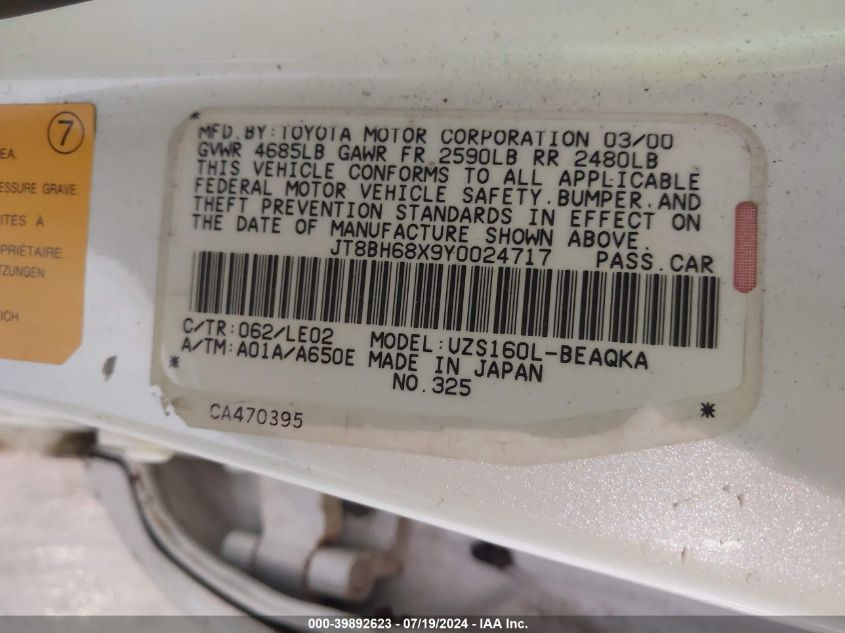 7
EA.
ESSURE GRAVE.
ITES À
PRIÉTAIRE.
TZUNGEN
ICH
MFD. BY: TOYOTA MOTOR CORPORATION 03/00
GVWR 4685LB GAWR FR 2590LB RR 2480LB
THIS VEHICLE CONFORMS TO ALL APPLICABLE
FEDERAL MOTOR VEHICLE SAFETY.BUMPER.AND
THEFT PREVENTION STANDARDS IN EFFECT ON
THE DATE OF MANUFACTURE SHOWN ABOVE.
JT8BH68X9Y0024717 PASS.CAR
C/TR:062/LE02 MODEL:UZS160L-BEAQKA
A/TM:A01A/A650E MADE IN JAPAN
NO.325
CA470395
000-39892623 - 07/19/2024 - IAA, Inc.